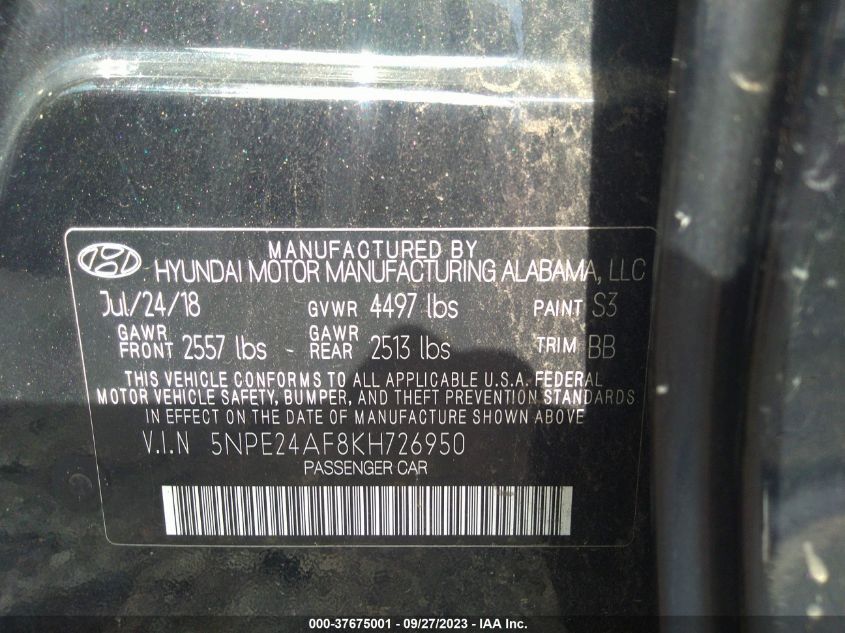 MANUFACTURED BY
HYUNDAI MOTOR MANUFACTURING ALABAMA, LLC
Jul/24/18 GVWR 4497 lbs PAINT S3
GAWR FRONT 2557 lbs - GAWR REAR 2513 lbs TRIM BB
THIS VEHICLE CONFORMS TO ALL APPLICABLE U.S.A. FEDERAL
MOTOR VEHICLE SAFETY, BUMPER, AND THEFT PREVENTION STANDARDS
IN EFFECT ON THE DATE OF MANUFACTURE SHOWN ABOVE
V.I.N 5NPE24AF8KH726950
PASSENGER CAR
000-37675001 - 09/27/2023 - IAA Inc.